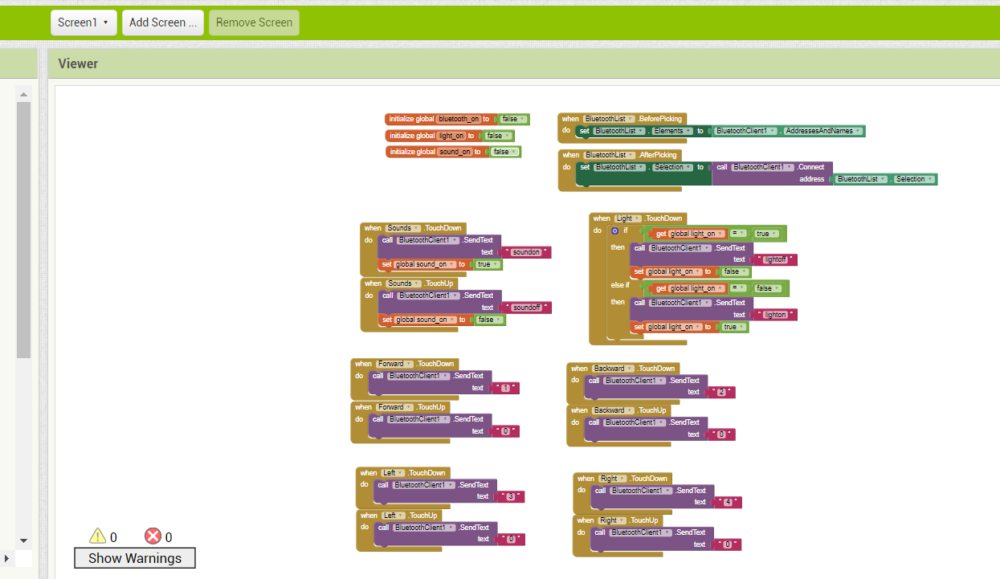 Screen1 Add Screen ... Remove Screen
Viewer
initialize global bluetooth_on to false
initialize global light_on to false
initialize global sound_on to false
when BluetoothList .BeforePicking
do set BluetoothList . Elements to BluetoothClient1 . AddressesAndNames
when BluetoothList .AfterPicking
do set BluetoothList . Selection to call BluetoothClient1 .Connect
address BluetoothList . Selection
when Sounds .TouchDown
do call BluetoothClient1 .SendText
text " soundon "
set global sound_on to true
when Sounds .TouchUp
do call BluetoothClient1 .SendText
text " soundoff "
set global sound_on to false
when Light .TouchDown
do if get global light_on = true
then call BluetoothClient1 .SendText
text " lightoff "
set global light_on to false
else if get global light_on = false
then call BluetoothClient1 .SendText
text " lighton "
set global light_on to true
when Forward .TouchDown
do call BluetoothClient1 .SendText
text " 1 "
when Forward .TouchUp
do call BluetoothClient1 .SendText
text " 0 "
when Backward .TouchDown
do call BluetoothClient1 .SendText
text " 2 "
when Backward .TouchUp
do call BluetoothClient1 .SendText
text " 0 "
when Left .TouchDown
do call BluetoothClient1 .SendText
text " 3 "
when Left .TouchUp
do call BluetoothClient1 .SendText
text " 0 "
when Right .TouchDown
do call BluetoothClient1 .SendText
text " 4 "
when Right .TouchUp
do call BluetoothClient1 .SendText
text " 0 "
0 0
Show Warnings